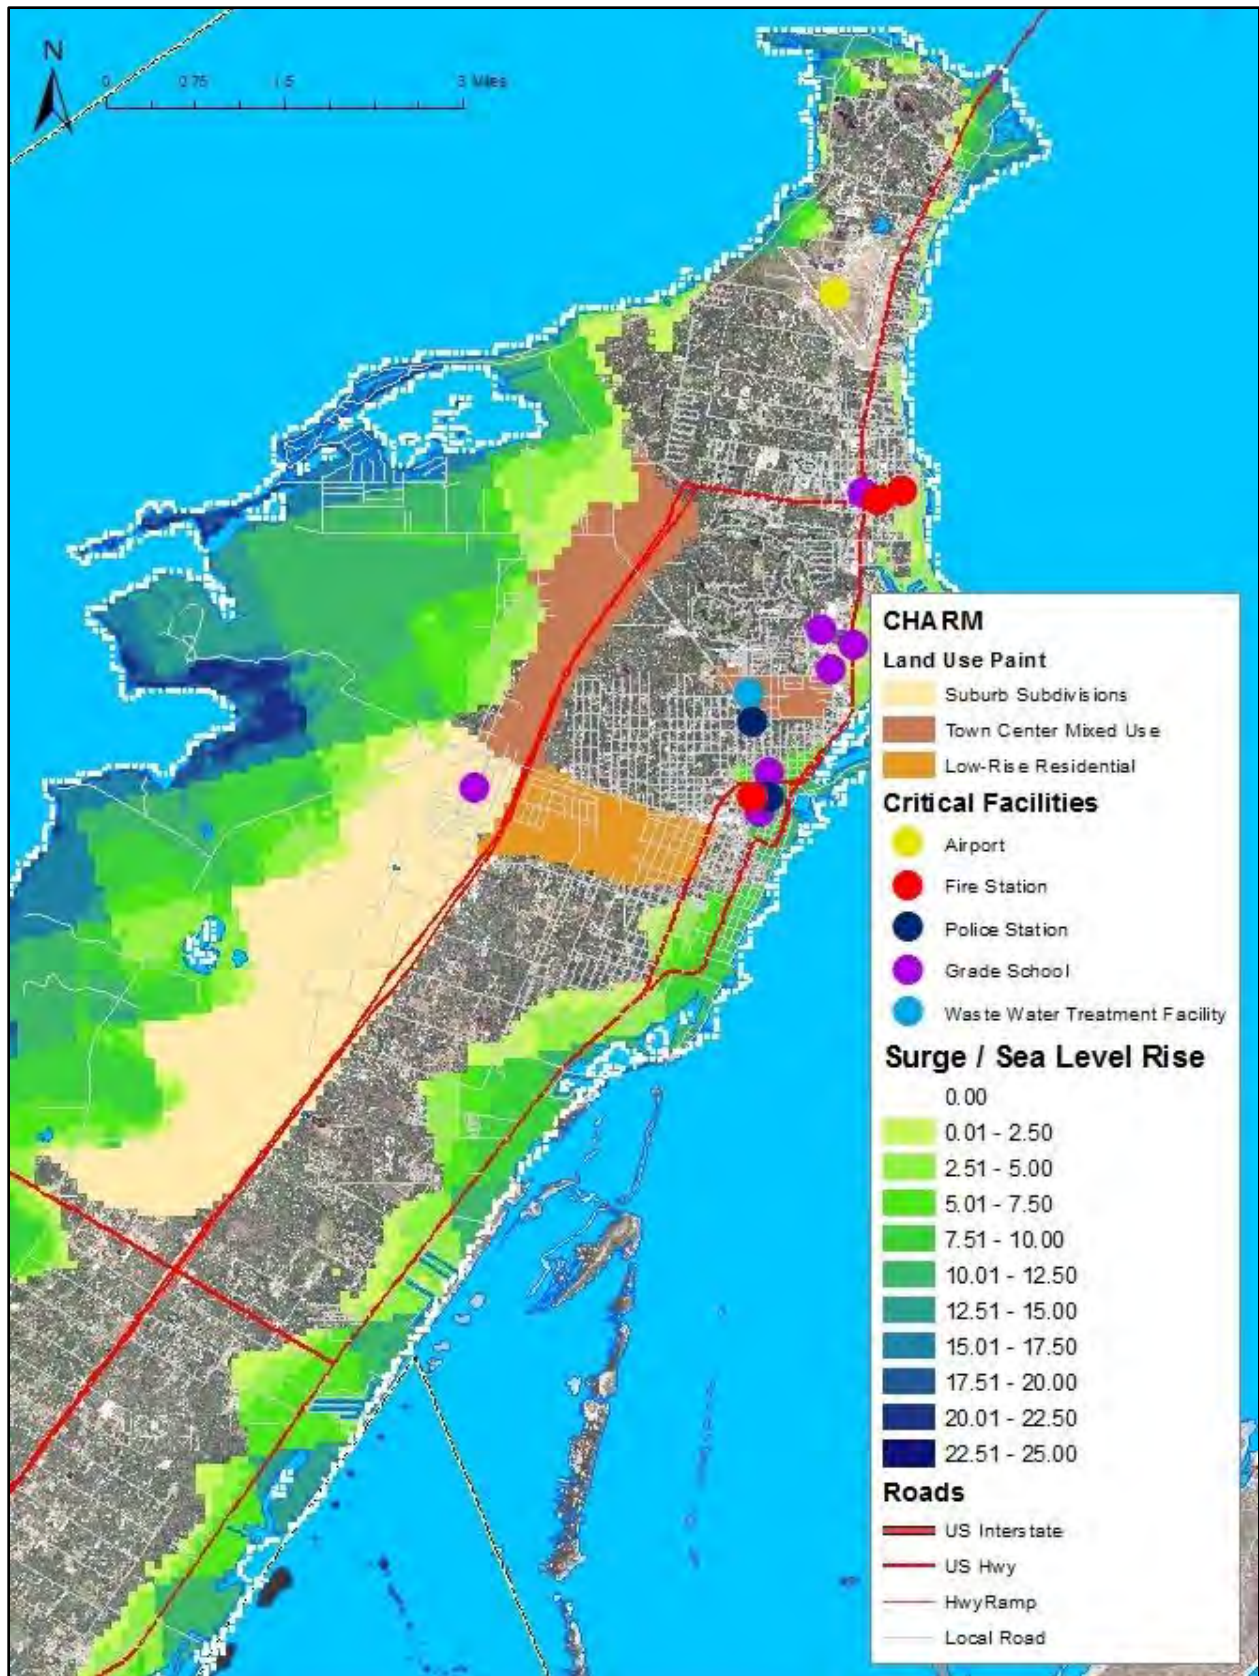 N
0 0.75 1.5 3 Miles
CHARM
Land Use Paint
Suburb Subdivisions
Town Center Mixed Use
Low-Rise Residential
Critical Facilities
Airport
Fire Station
Police Station
Grade School
Waste Water Treatment Facility
Surge / Sea Level Rise
0.00
0.01 - 2.50
2.51 - 5.00
5.01 - 7.50
7.51 - 10.00
10.01 - 12.50
12.51 - 15.00
15.01 - 17.50
17.51 - 20.00
20.01 - 22.50
22.51 - 25.00
Roads
US Interstate
US Hwy
HwyRamp
Local Road